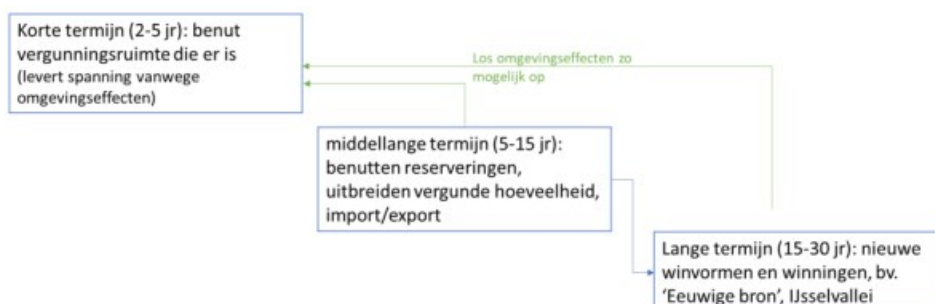 Korte termijn (2-5 jr): benut
vergunningsruimte die er is
(levert spanning vanwege
omgevingseffecten)
Los omgevingseffecten zo
mogelijk op
middellange termijn (5-15 jr):
benutten reserveringen,
uitbreiden vergunde hoeveelheid,
import/export
Lange termijn (15-30 jr): nieuwe
winvormen en winningen, bv.
‘Eeuwige bron’, IJsselvallei